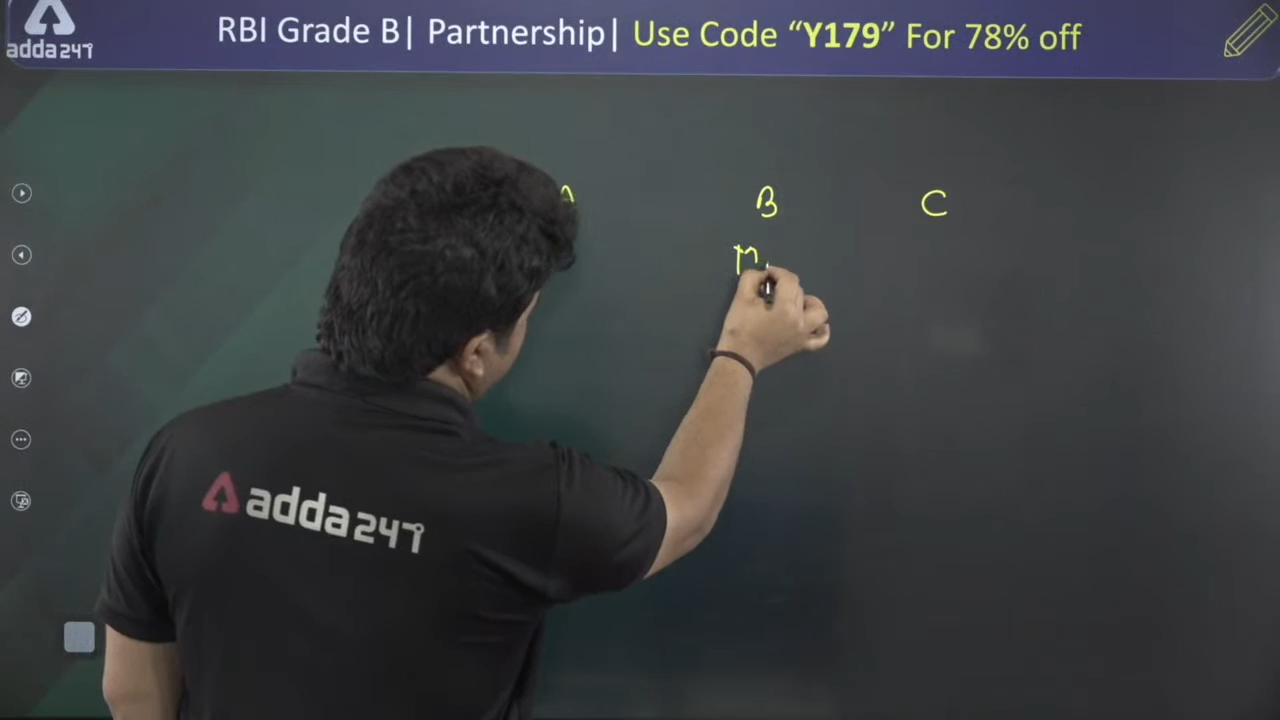 RBI Grade B| Partnership| Use Code “Y179” For 78% off
adda247
A B C
m
adda247